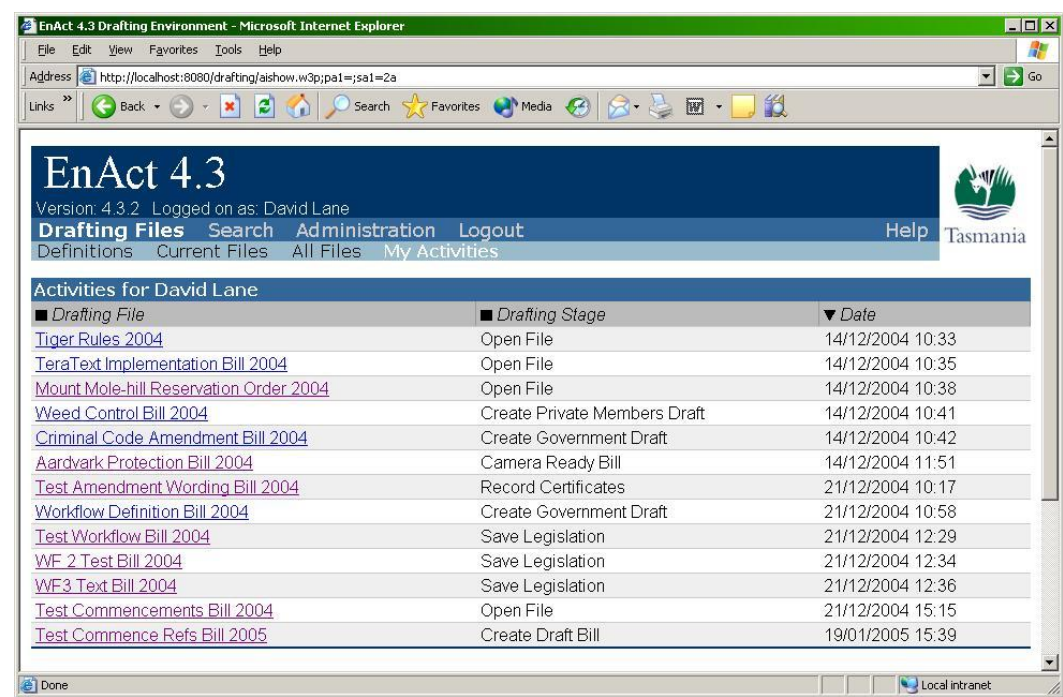 EnAct 4.3 Drafting Environment - Microsoft Internet Explorer
File Edit View Favorites Tools Help
Address http://localhost:8080/drafting/aishow.w3p;pa1=;sa1=2a Go
Links » Back Search Favorites Media
EnAct 4.3
Version: 4.3.2 Logged on as: David Lane
Drafting Files Search Administration Logout Help
Definitions Current Files All Files My Activities
Tasmania
Activities for David Lane
Drafting File Drafting Stage Date
Tiger Rules 2004 Open File 14/12/2004 10:33
TeraText Implementation Bill 2004 Open File 14/12/2004 10:35
Mount Mole-hill Reservation Order 2004 Open File 14/12/2004 10:38
Weed Control Bill 2004 Create Private Members Draft 14/12/2004 10:41
Criminal Code Amendment Bill 2004 Create Government Draft 14/12/2004 10:42
Aardvark Protection Bill 2004 Camera Ready Bill 14/12/2004 11:51
Test Amendment Wording Bill 2004 Record Certificates 21/12/2004 10:17
Workflow Definition Bill 2004 Create Government Draft 21/12/2004 10:58
Test Workflow Bill 2004 Save Legislation 21/12/2004 12:29
WF 2 Test Bill 2004 Save Legislation 21/12/2004 12:34
WF3 Text Bill 2004 Save Legislation 21/12/2004 12:36
Test Commencements Bill 2004 Open File 21/12/2004 15:15
Test Commence Refs Bill 2005 Create Draft Bill 19/01/2005 15:39
Done Local intranet